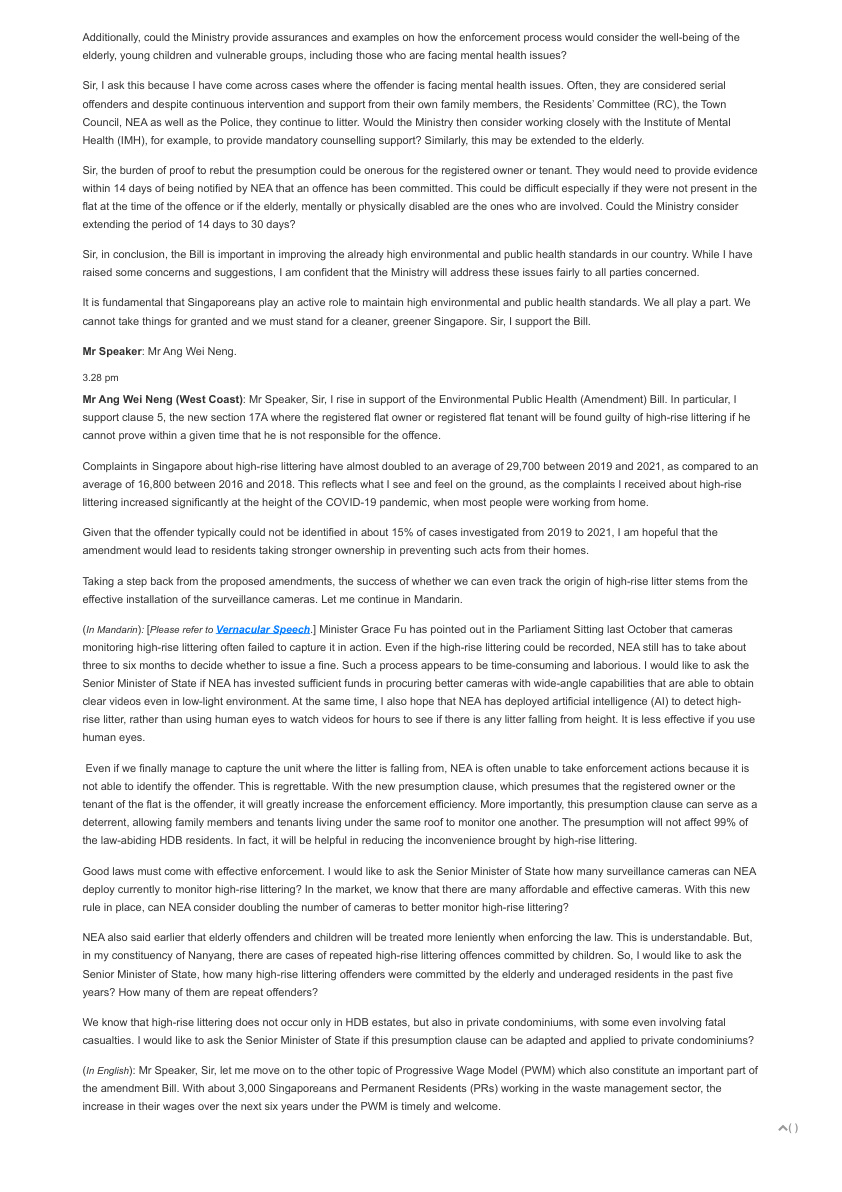 Additionally, could the Ministry provide assurances and examples on how the enforcement process would consider the well-being of the
elderly, young children and vulnerable groups, including those who are facing mental health issues?
Sir, I ask this because I have come across cases where the offender is facing mental health issues. Often, they are considered serial
offenders and despite continuous intervention and support from their own family members, the Residents' Committee (RC), the Town
Council, NEA as well as the Police, they continue to litter. Would the Ministry then consider working closely with the Institute of Mental
Health (IMH), for example, to provide mandatory counselling support? Similarly, this may be extended to the elderly.
Sir, the burden of proof to rebut the presumption could be onerous for the registered owner or tenant. They would need to provide evidence
within 14 days of being notified by NEA that an offence has been committed. This could be difficult especially if they were not present in the
flat at the time of the offence or if the elderly, mentally or physically disabled are the ones who are involved. Could the Ministry consider
extending the period of 14 days to 30 days?
Sir, in conclusion, the Bill is important in improving the already high environmental and public health standards in our country. While I have
raised some concerns and suggestions, I am confident that the Ministry will address these issues fairly to all parties concerned.
It is fundamental that Singaporeans play an active role to maintain high environmental and public health standards. We all play a part. We
cannot take things for granted and we must stand for a cleaner, greener Singapore. Sir, I support the Bill.
Mr Speaker: Mr Ang Wei Neng.
3.28 pm
Mr Ang Wei Neng (West Coast): Mr Speaker, Sir, I rise in support of the Environmental Public Health (Amendment) Bill. In particular, I
support clause 5, the new section 17A where the registered flat owner or registered flat tenant will be found guilty of high-rise littering if he
cannot prove within a given time that he is not responsible for the offence.
Complaints in Singapore about high-rise littering have almost doubled to an average of 29,700 between 2019 and 2021, as compared to an
average of 16,800 between 2016 and 2018. This reflects what I see and feel on the ground, as the complaints I received about high-rise
littering increased significantly at the height of the COVID-19 pandemic, when most people were working from home.
Given that the offender typically could not be identified in about 15% of cases investigated from 2019 to 2021, I am hopeful that the
amendment would lead to residents taking stronger ownership in preventing such acts from their homes.
Taking a step back from the proposed amendments, the success of whether we can even track the origin of high-rise litter stems from the
effective installation of the surveillance cameras. Let me continue in Mandarin.
(In Mandarin): [Please refer to Vernacular Speech.] Minister Grace Fu has pointed out in the Parliament Sitting last October that cameras
monitoring high-rise littering often failed to capture it in action. Even if the high-rise littering could be recorded, NEA still has to take about
three to six months to decide whether to issue a fine. Such a process appears to be time-consuming and laborious. I would like to ask the
Senior Minister of State if NEA has invested sufficient funds in procuring better cameras with wide-angle capabilities that are able to obtain
clear videos even in low-light environment. At the same time, I also hope that NEA has deployed artificial intelligence (AI) to detect high-
rise litter, rather than using human eyes to watch videos for hours to see if there is any litter falling from height. It is less effective if you use
human eyes.
Even if we finally manage to capture the unit where the litter is falling from, NEA is often unable to take enforcement actions because it is
not able to identify the offender. This is regrettable. With the new presumption clause, which presumes that the registered owner or the
tenant of the flat is the offender, it will greatly increase the enforcement efficiency. More importantly, this presumption clause can serve as a
deterrent, allowing family members and tenants living under the same roof to monitor one another. The presumption will not affect 99% of
the law-abiding HDB residents. In fact, it will be helpful in reducing the inconvenience brought by high-rise littering.
Good laws must come with effective enforcement. I would like to ask the Senior Minister of State how many surveillance cameras can NEA
deploy currently to monitor high-rise littering? In the market, we know that there are many affordable and effective cameras. With this new
rule in place, can NEA consider doubling the number of cameras to better monitor high-rise littering?
NEA also said earlier that elderly offenders and children will be treated more leniently when enforcing the law. This is understandable. But,
in my constituency of Nanyang, there are cases of repeated high-rise littering offences committed by children. So, I would like to ask the
Senior Minister of State, how many high-rise littering offenders were committed by the elderly and underaged residents in the past five
years? How many of them are repeat offenders?
We know that high-rise littering does not occur only in HDB estates, but also in private condominiums, with some even involving fatal
casualties. I would like to ask the Senior Minister of State if this presumption clause can be adapted and applied to private condominiums?
(In English): Mr Speaker, Sir, let me move on to the other topic of Progressive Wage Model (PWM) which also constitute an important part of
the amendment Bill. With about 3,000 Singaporeans and Permanent Residents (PRs) working in the waste management sector, the
increase in their wages over the next six years under the PWM is timely and welcome.
( )